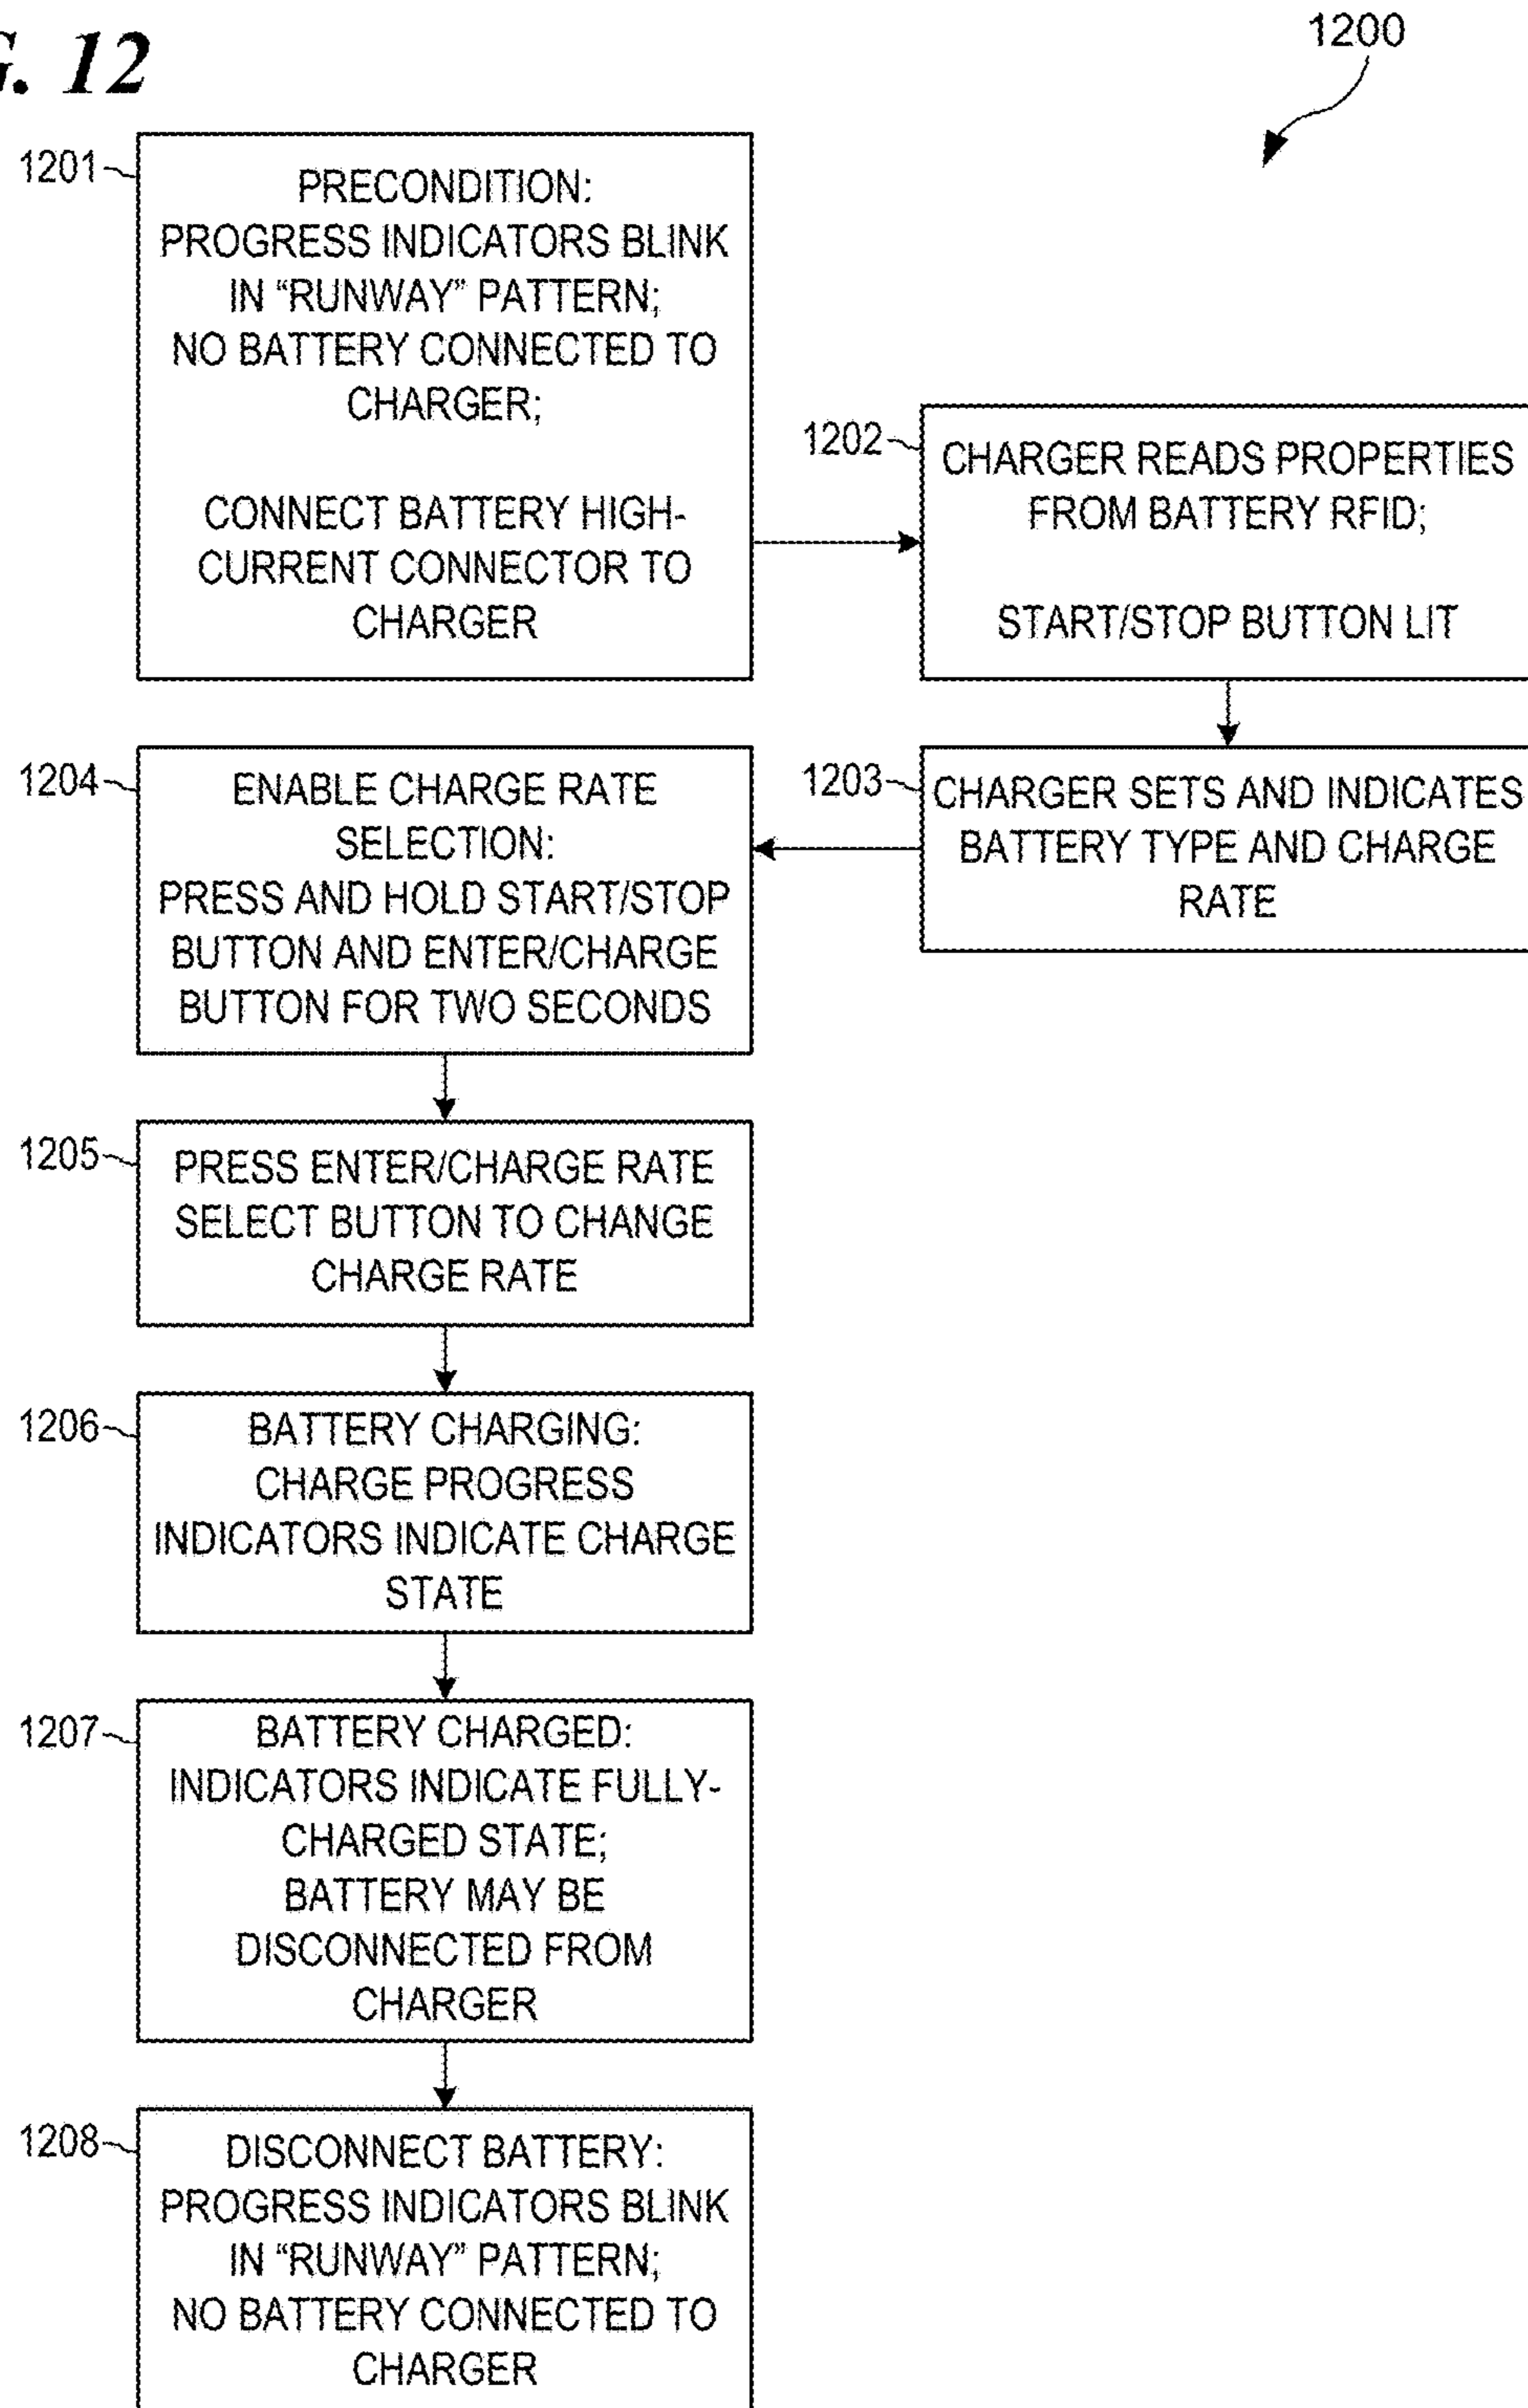 G. 12
1200
1201
PRECONDITION:
PROGRESS INDICATORS BLINK
IN “RUNWAY” PATTERN;
NO BATTERY CONNECTED TO
CHARGER;
CONNECT BATTERY HIGH-
CURRENT CONNECTOR TO
CHARGER
1202
CHARGER READS PROPERTIES
FROM BATTERY RFID;
START/STOP BUTTON LIT
1203
CHARGER SETS AND INDICATES
BATTERY TYPE AND CHARGE
RATE
1204
ENABLE CHARGE RATE
SELECTION:
PRESS AND HOLD START/STOP
BUTTON AND ENTER/CHARGE
BUTTON FOR TWO SECONDS
1205
PRESS ENTER/CHARGE RATE
SELECT BUTTON TO CHANGE
CHARGE RATE
1206
BATTERY CHARGING:
CHARGE PROGRESS
INDICATORS INDICATE CHARGE
STATE
1207
BATTERY CHARGED:
INDICATORS INDICATE FULLY-
CHARGED STATE;
BATTERY MAY BE
DISCONNECTED FROM
CHARGER
1208
DISCONNECT BATTERY:
PROGRESS INDICATORS BLINK
IN “RUNWAY” PATTERN;
NO BATTERY CONNECTED TO
CHARGER